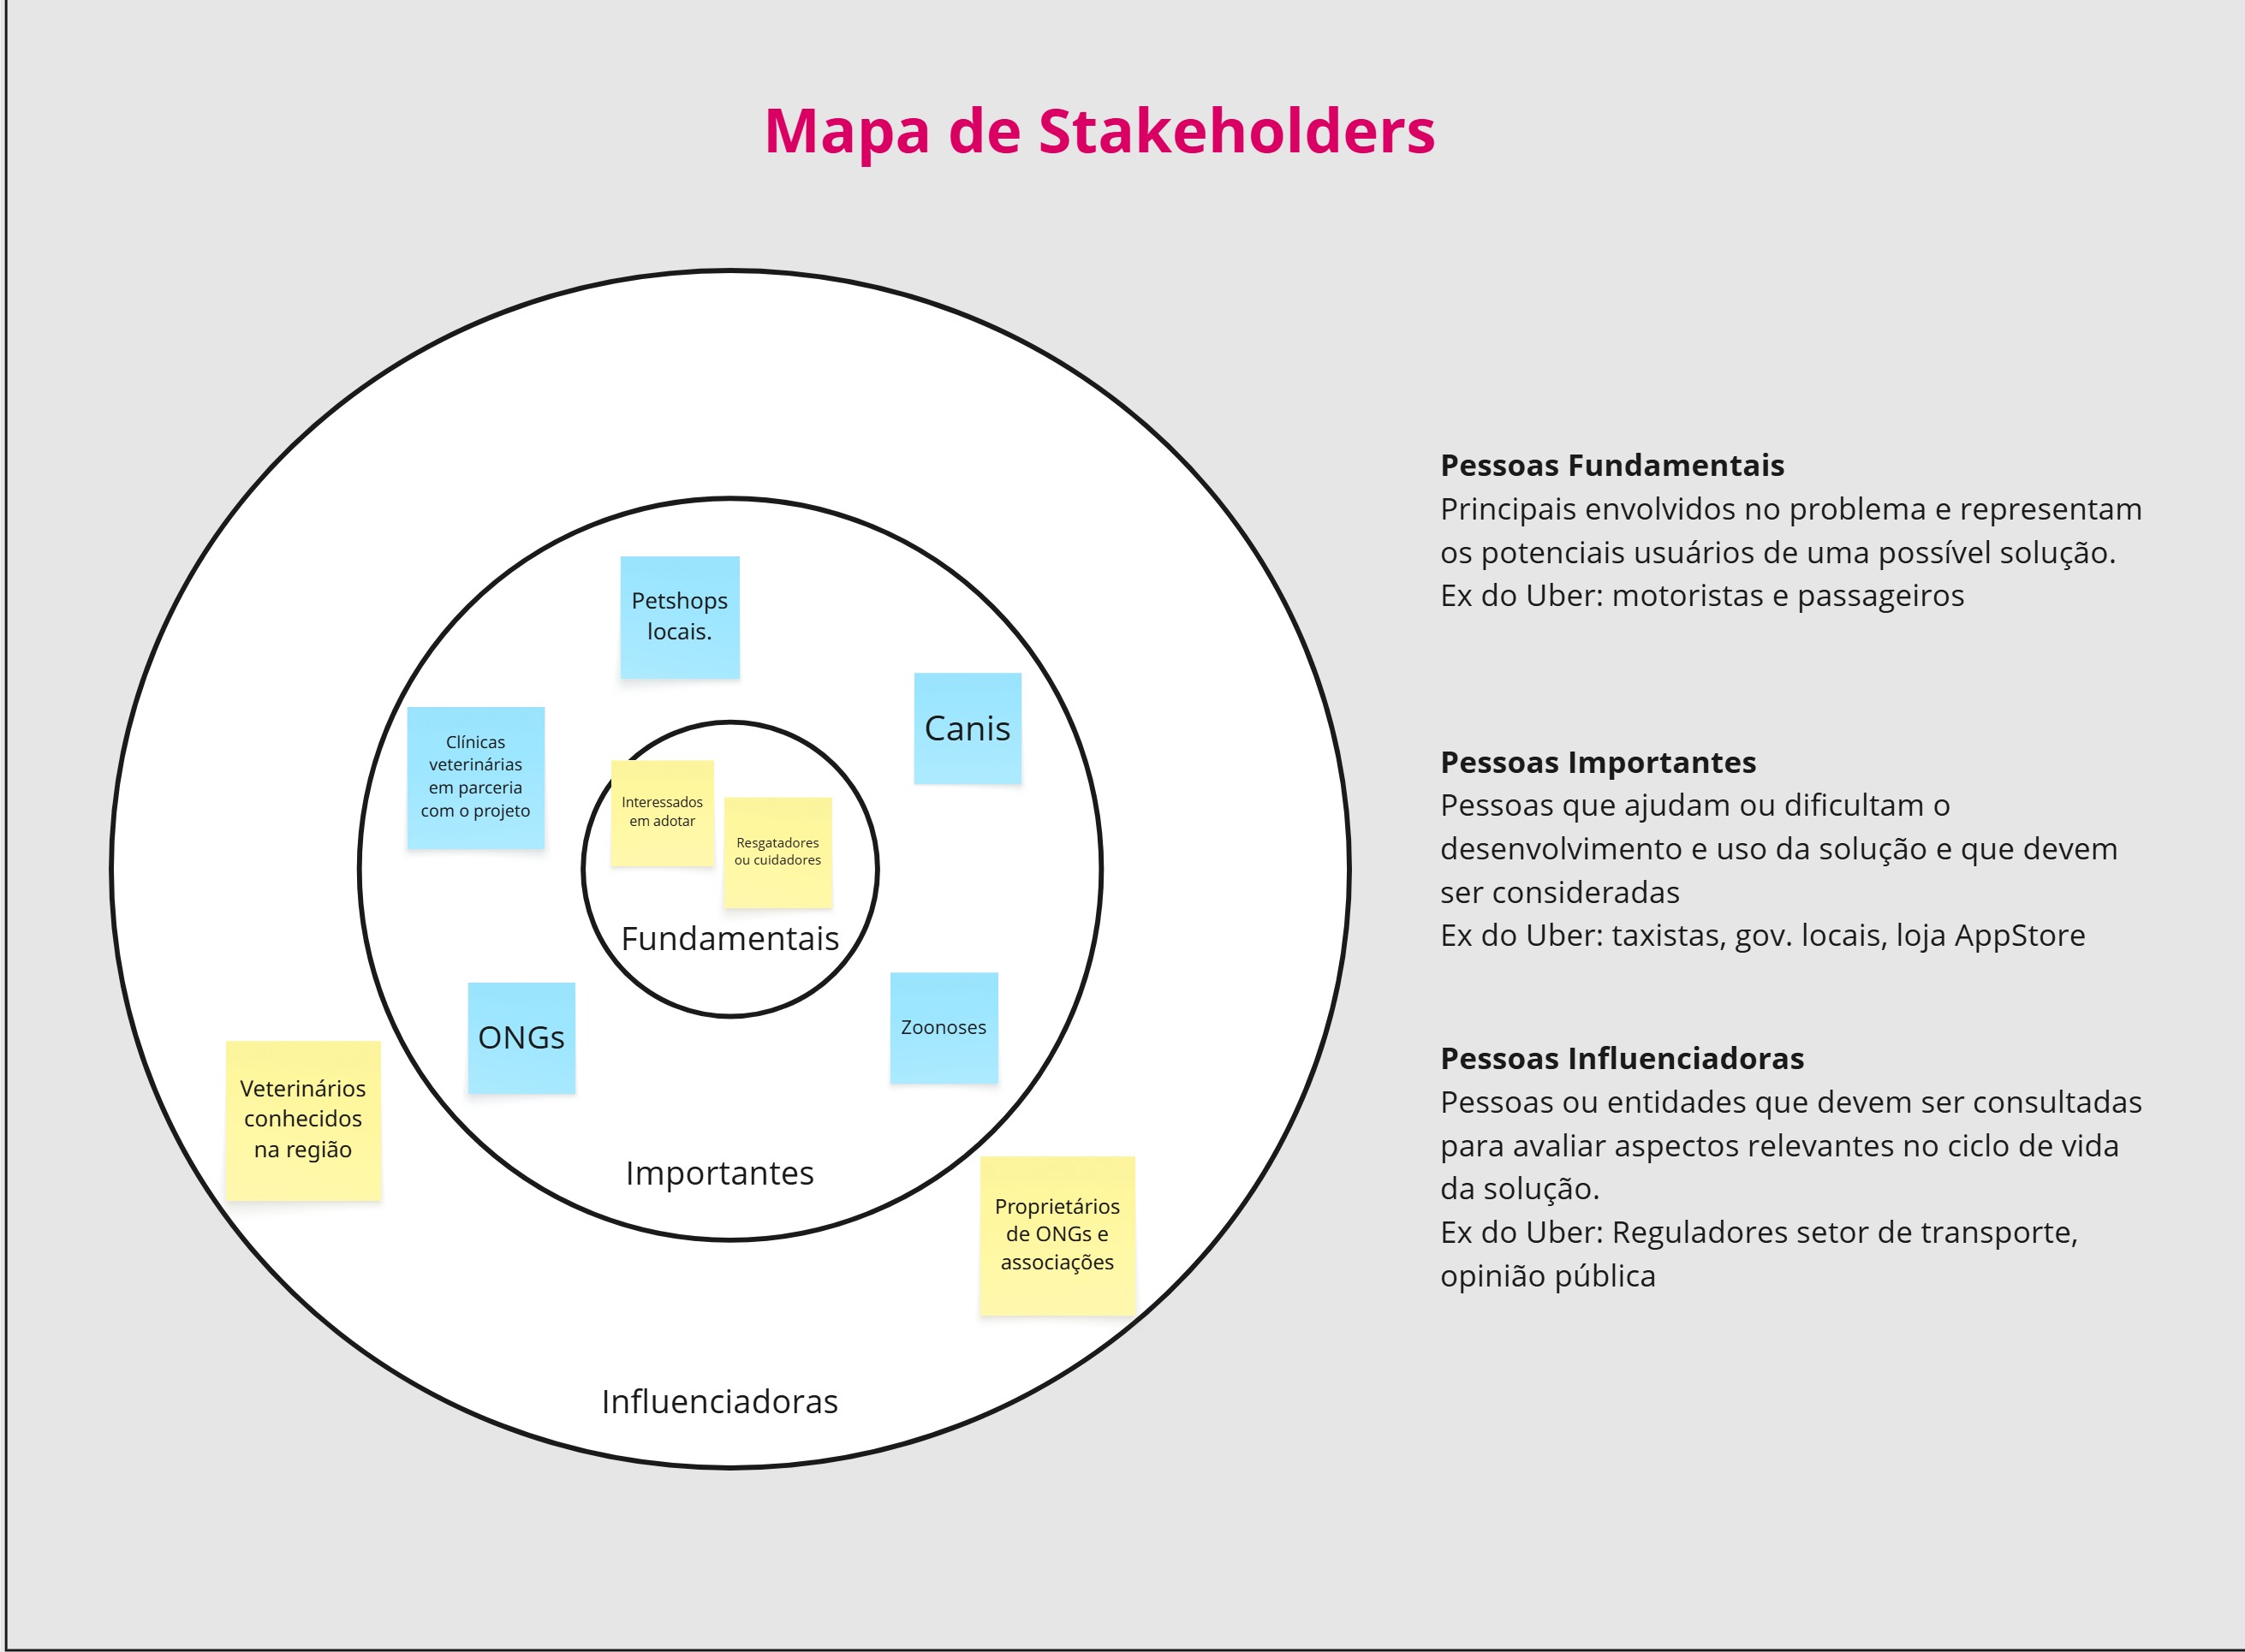 Mapa de Stakeholders
Petshops
locais.
Canis
Clínicas
veterinárias
em parceria
com o projeto
Interessados
em adotar
Resgatadores
ou cuidadores
Fundamentais
ONGs
Zoonoses
Veterinários
conhecidos
na região
Importantes
Proprietários
de ONGs e
associações
Influenciadoras
Pessoas Fundamentais
Principais envolvidos no problema e representam
os potenciais usuários de uma possível solução.
Ex do Uber: motoristas e passageiros
Pessoas Importantes
Pessoas que ajudam ou dificultam o
desenvolvimento e uso da solução e que devem
ser consideradas
Ex do Uber: taxistas, gov. locais, loja AppStore
Pessoas Influenciadoras
Pessoas ou entidades que devem ser consultadas
para avaliar aspectos relevantes no ciclo de vida
da solução.
Ex do Uber: Reguladores setor de transporte,
opinião pública